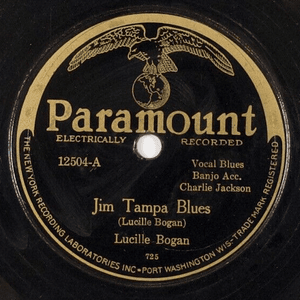 Paramount
ELECTRICALLY RECORDED
12504-A
Vocal Blues
Banjo Acc.
Charlie Jackson
Jim Tampa Blues
(Lucille Bogan)
Lucille Bogan
725
THE NEW YORK RECORDING LABORATORIES INC • PORT WASHINGTON WIS - TRADE MARK REGISTERED